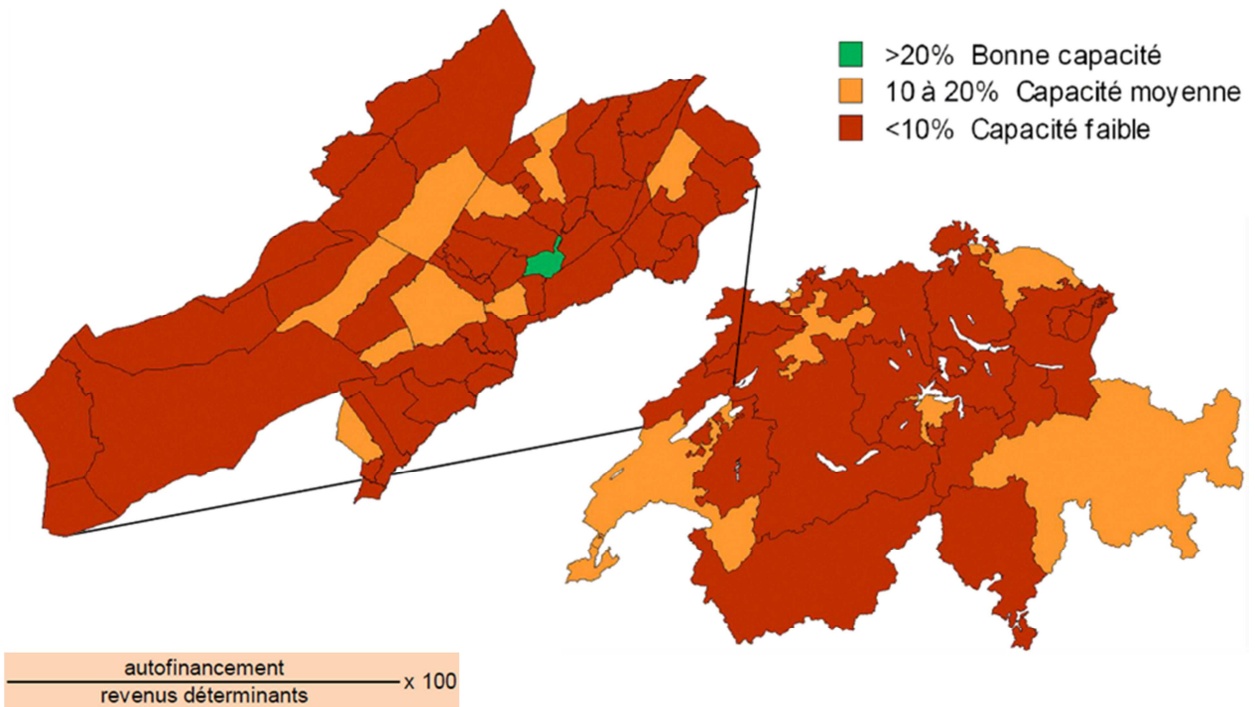 >20% Bonne capacité
10 à 20% Capacité moyenne
<10% Capacité faible
autofinancement
x 100
revenus déterminants